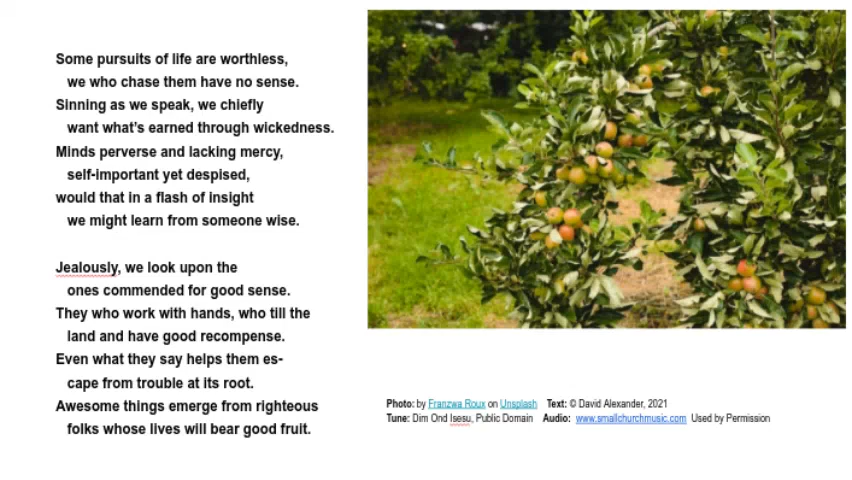 Some pursuits of life are worthless,
we who chase them have no sense.
Sinning as we speak, we chiefly
want what's earned through wickedness.
Minds perverse and lacking mercy,
self-important yet despised,
would that in a flash of insight
we might learn from someone wise.
Jealously, we look upon the
ones commended for good sense.
They who work with hands, who till the
land and have good recompense.
Even what they say helps them es-
cape from trouble at its root.
Awesome things emerge from righteous
folks whose lives will bear good fruit.
Photo: by Franzwa Roux on Unsplash Text: © David Alexander, 2021
Tune: Dim Ond Isesu, Public Domain Audio: www.smallchurchmusic.com Used by Permission